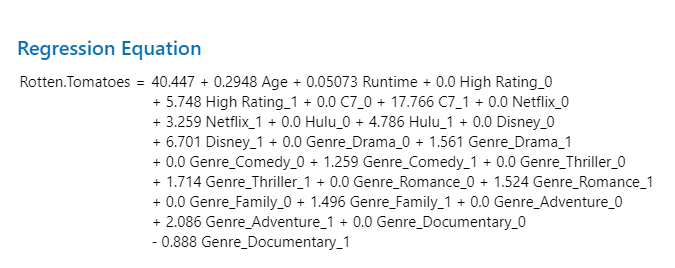 Regression Equation
Rotten.Tomatoes = 40.447 + 0.2948 Age + 0.05073 Runtime + 0.0 High Rating_0
+ 5.748 High Rating_1 + 0.0 C7_0 + 17.766 C7_1 + 0.0 Netflix_0
+ 3.259 Netflix_1 + 0.0 Hulu_0 + 4.786 Hulu_1 + 0.0 Disney_0
+ 6.701 Disney_1 + 0.0 Genre_Drama_0 + 1.561 Genre_Drama_1
+ 0.0 Genre_Comedy_0 + 1.259 Genre_Comedy_1 + 0.0 Genre_Thriller_0
+ 1.714 Genre_Thriller_1 + 0.0 Genre_Romance_0 + 1.524 Genre_Romance_1
+ 0.0 Genre_Family_0 + 1.496 Genre_Family_1 + 0.0 Genre_Adventure_0
+ 2.086 Genre_Adventure_1 + 0.0 Genre_Documentary_0
- 0.888 Genre_Documentary_1